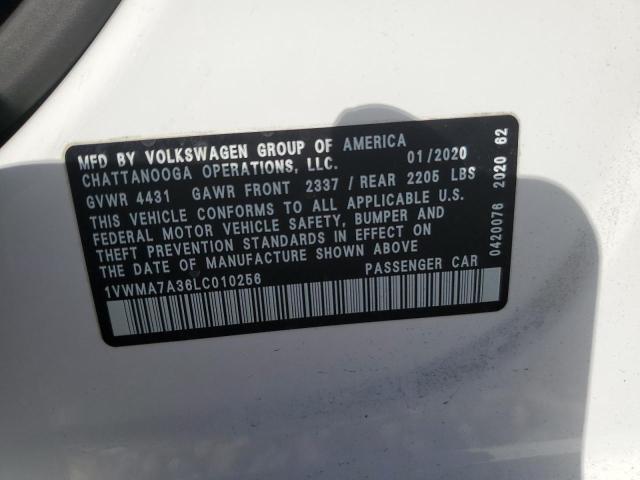 MFD BY VOLKSWAGEN GROUP OF AMERICA
CHATTANOOGA OPERATIONS, LLC. 01/2020
GVWR 4431 GAWR FRONT 2337 / REAR 2205 LBS
THIS VEHICLE CONFORMS TO ALL APPLICABLE U.S.
FEDERAL MOTOR VEHICLE SAFETY, BUMPER AND
THEFT PREVENTION STANDARDS IN EFFECT ON
THE DATE OF MANUFACTURE SHOWN ABOVE
1VWMA7A36LC010256 PASSENGER CAR
0420076 2020 62